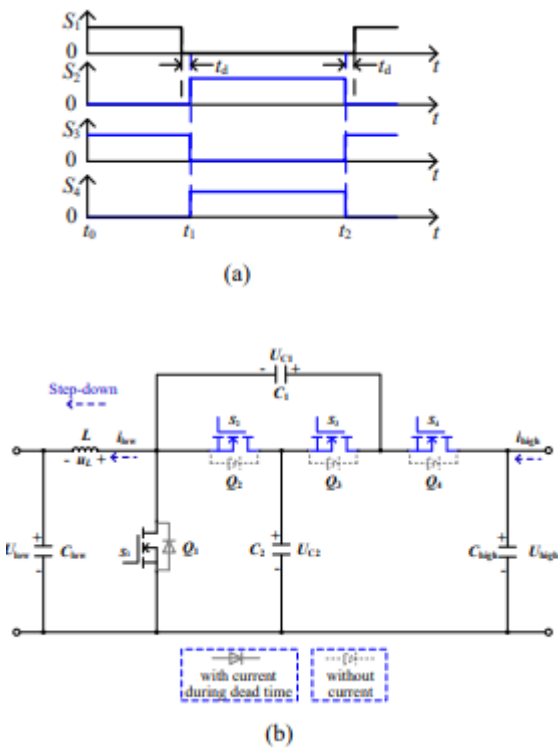 S1
0
t
td
td
S2
0
t
S3
0
t
S4
0
t0
t1
t2
t
(a)
UC1
- +
C1
Step-down
S2
S3
S4
L
ilow
ihigh
- uL +
Q2
Q3
Q4
+
Ulow
-
Clow
S1
Q1
C2
+
UC2
-
Chigh
+
Uhigh
-
with current
during dead time
without
current
(b)